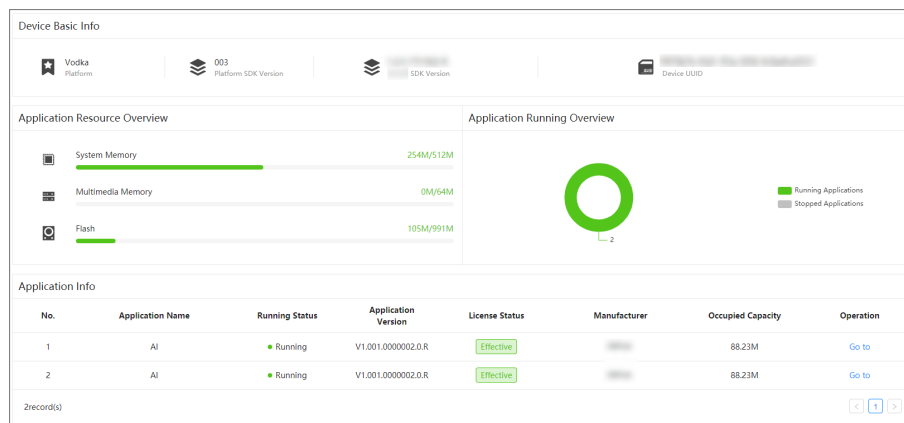 Device Basic Info
Vodka
Platform
003
Platform SDK Version
SDK Version
Device UUID
Application Resource Overview
System Memory 254M/512M
Multimedia Memory 0M/64M
Flash 105M/991M
Application Running Overview
2
Running Applications
Stopped Applications
Application Info
No. Application Name Running Status Application Version License Status Manufacturer Occupied Capacity Operation
1 AI Running V1.001.0000002.0.R Effective 88.23M Go to
2 AI Running V1.001.0000002.0.R Effective 88.23M Go to
2record(s) < 1 >